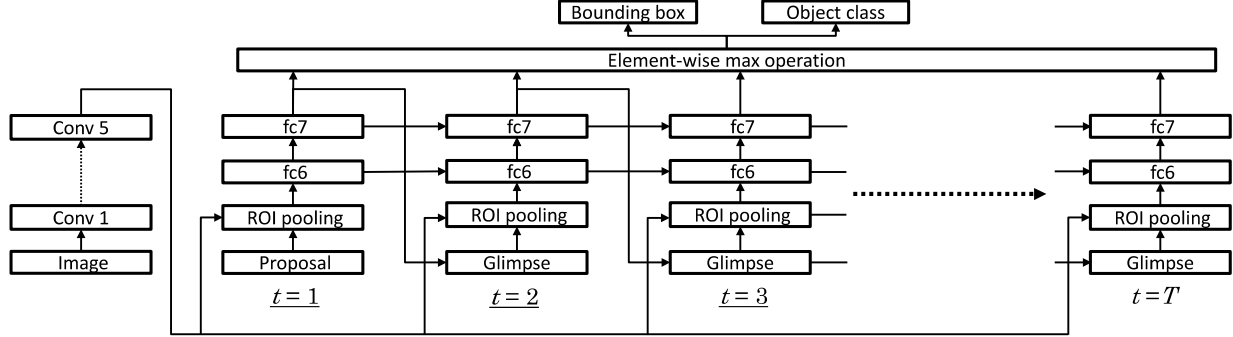 Bounding box Object class
Element-wise max operation
Conv 5 fc7 fc7 fc7 fc7
fc6 fc6 fc6 fc6
Conv 1 ROI pooling ROI pooling ROI pooling ROI pooling
Image Proposal Glimpse Glimpse Glimpse
t = 1 t = 2 t = 3 t = T